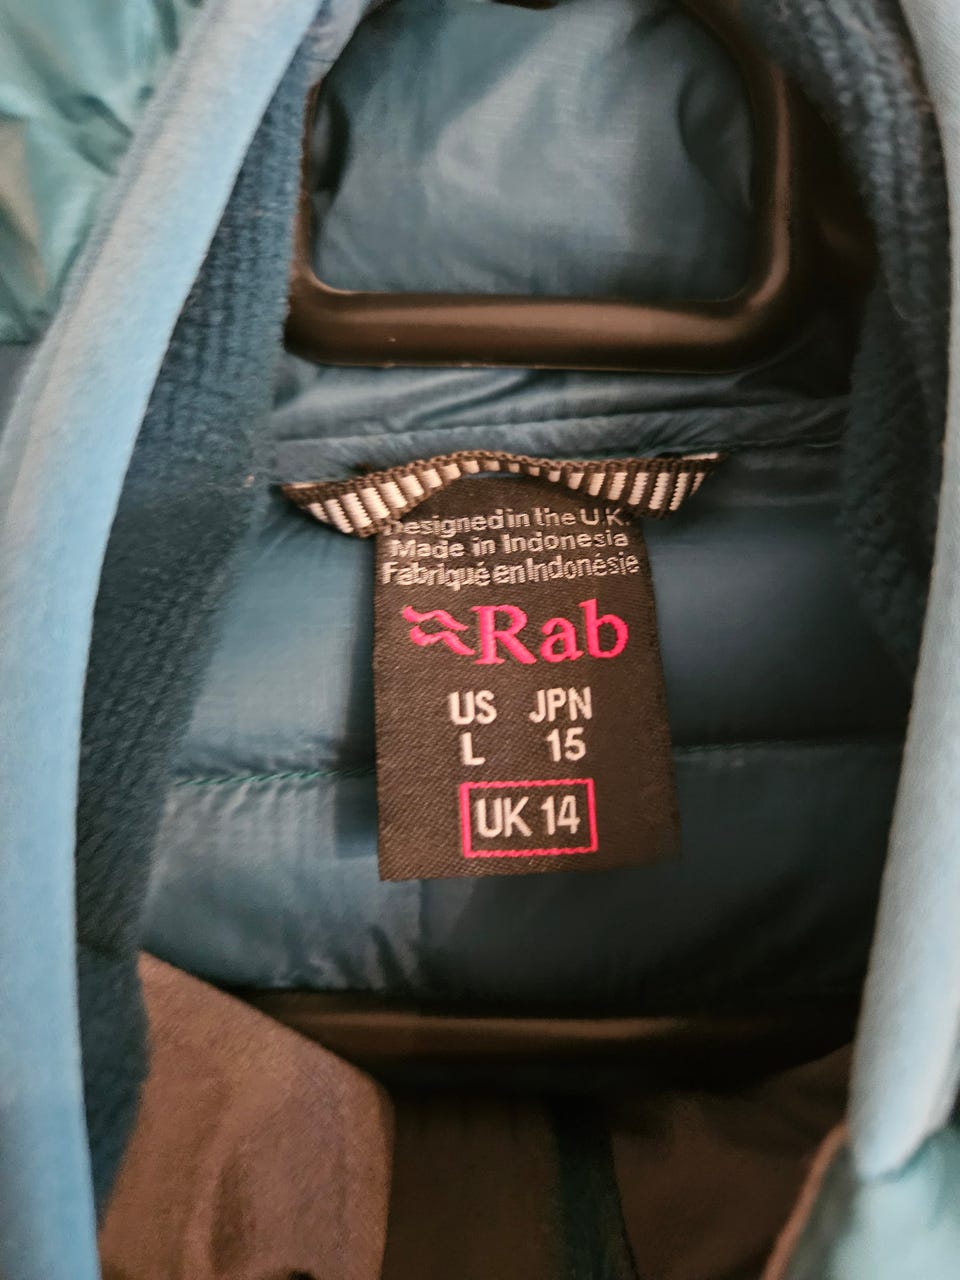 Designed in the U.K.
Made in Indonesia
Fabriqué en Indonésie
Rab
US JPN
L 15
UK 14